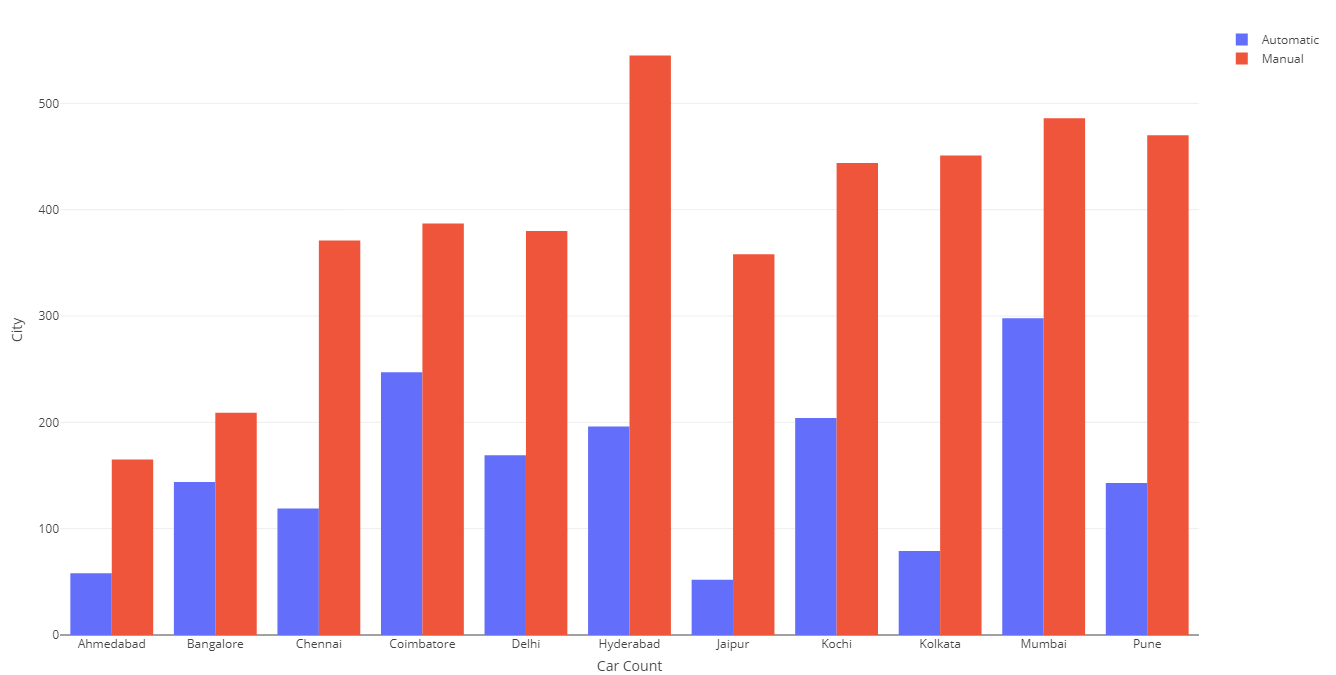 Automatic
Manual
500
400
300
200
100
0
City
Ahmedabad Bangalore Chennai Coimbatore Delhi Hyderabad Jaipur Kochi Kolkata Mumbai Pune
Car Count